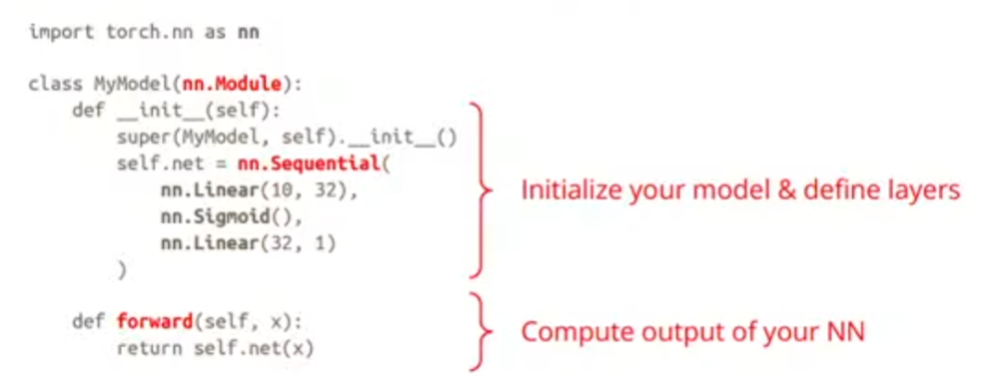 import torch.nn as nn
class MyModel(nn.Module):
def __init__(self):
super(MyModel, self).__init__()
self.net = nn.Sequential(
nn.Linear(10, 32),
nn.Sigmoid(),
nn.Linear(32, 1)
)
Initialize your model & define layers
def forward(self, x):
return self.net(x)
Compute output of your NN